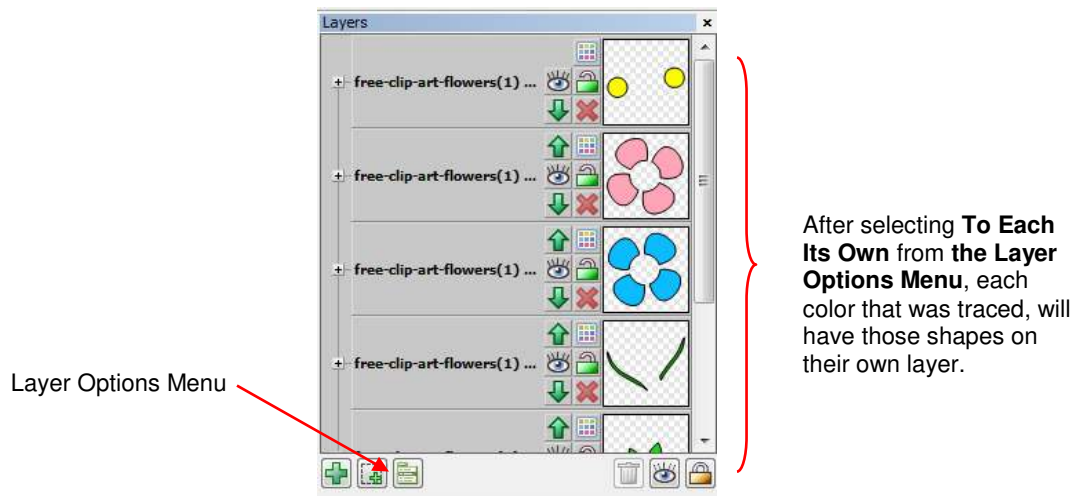 Layers
free-clip-art-flowers(1) ...
free-clip-art-flowers(1) ...
free-clip-art-flowers(1) ...
free-clip-art-flowers(1) ...
Layer Options Menu
After selecting To Each
Its Own from the Layer
Options Menu, each
color that was traced, will
have those shapes on
their own layer.